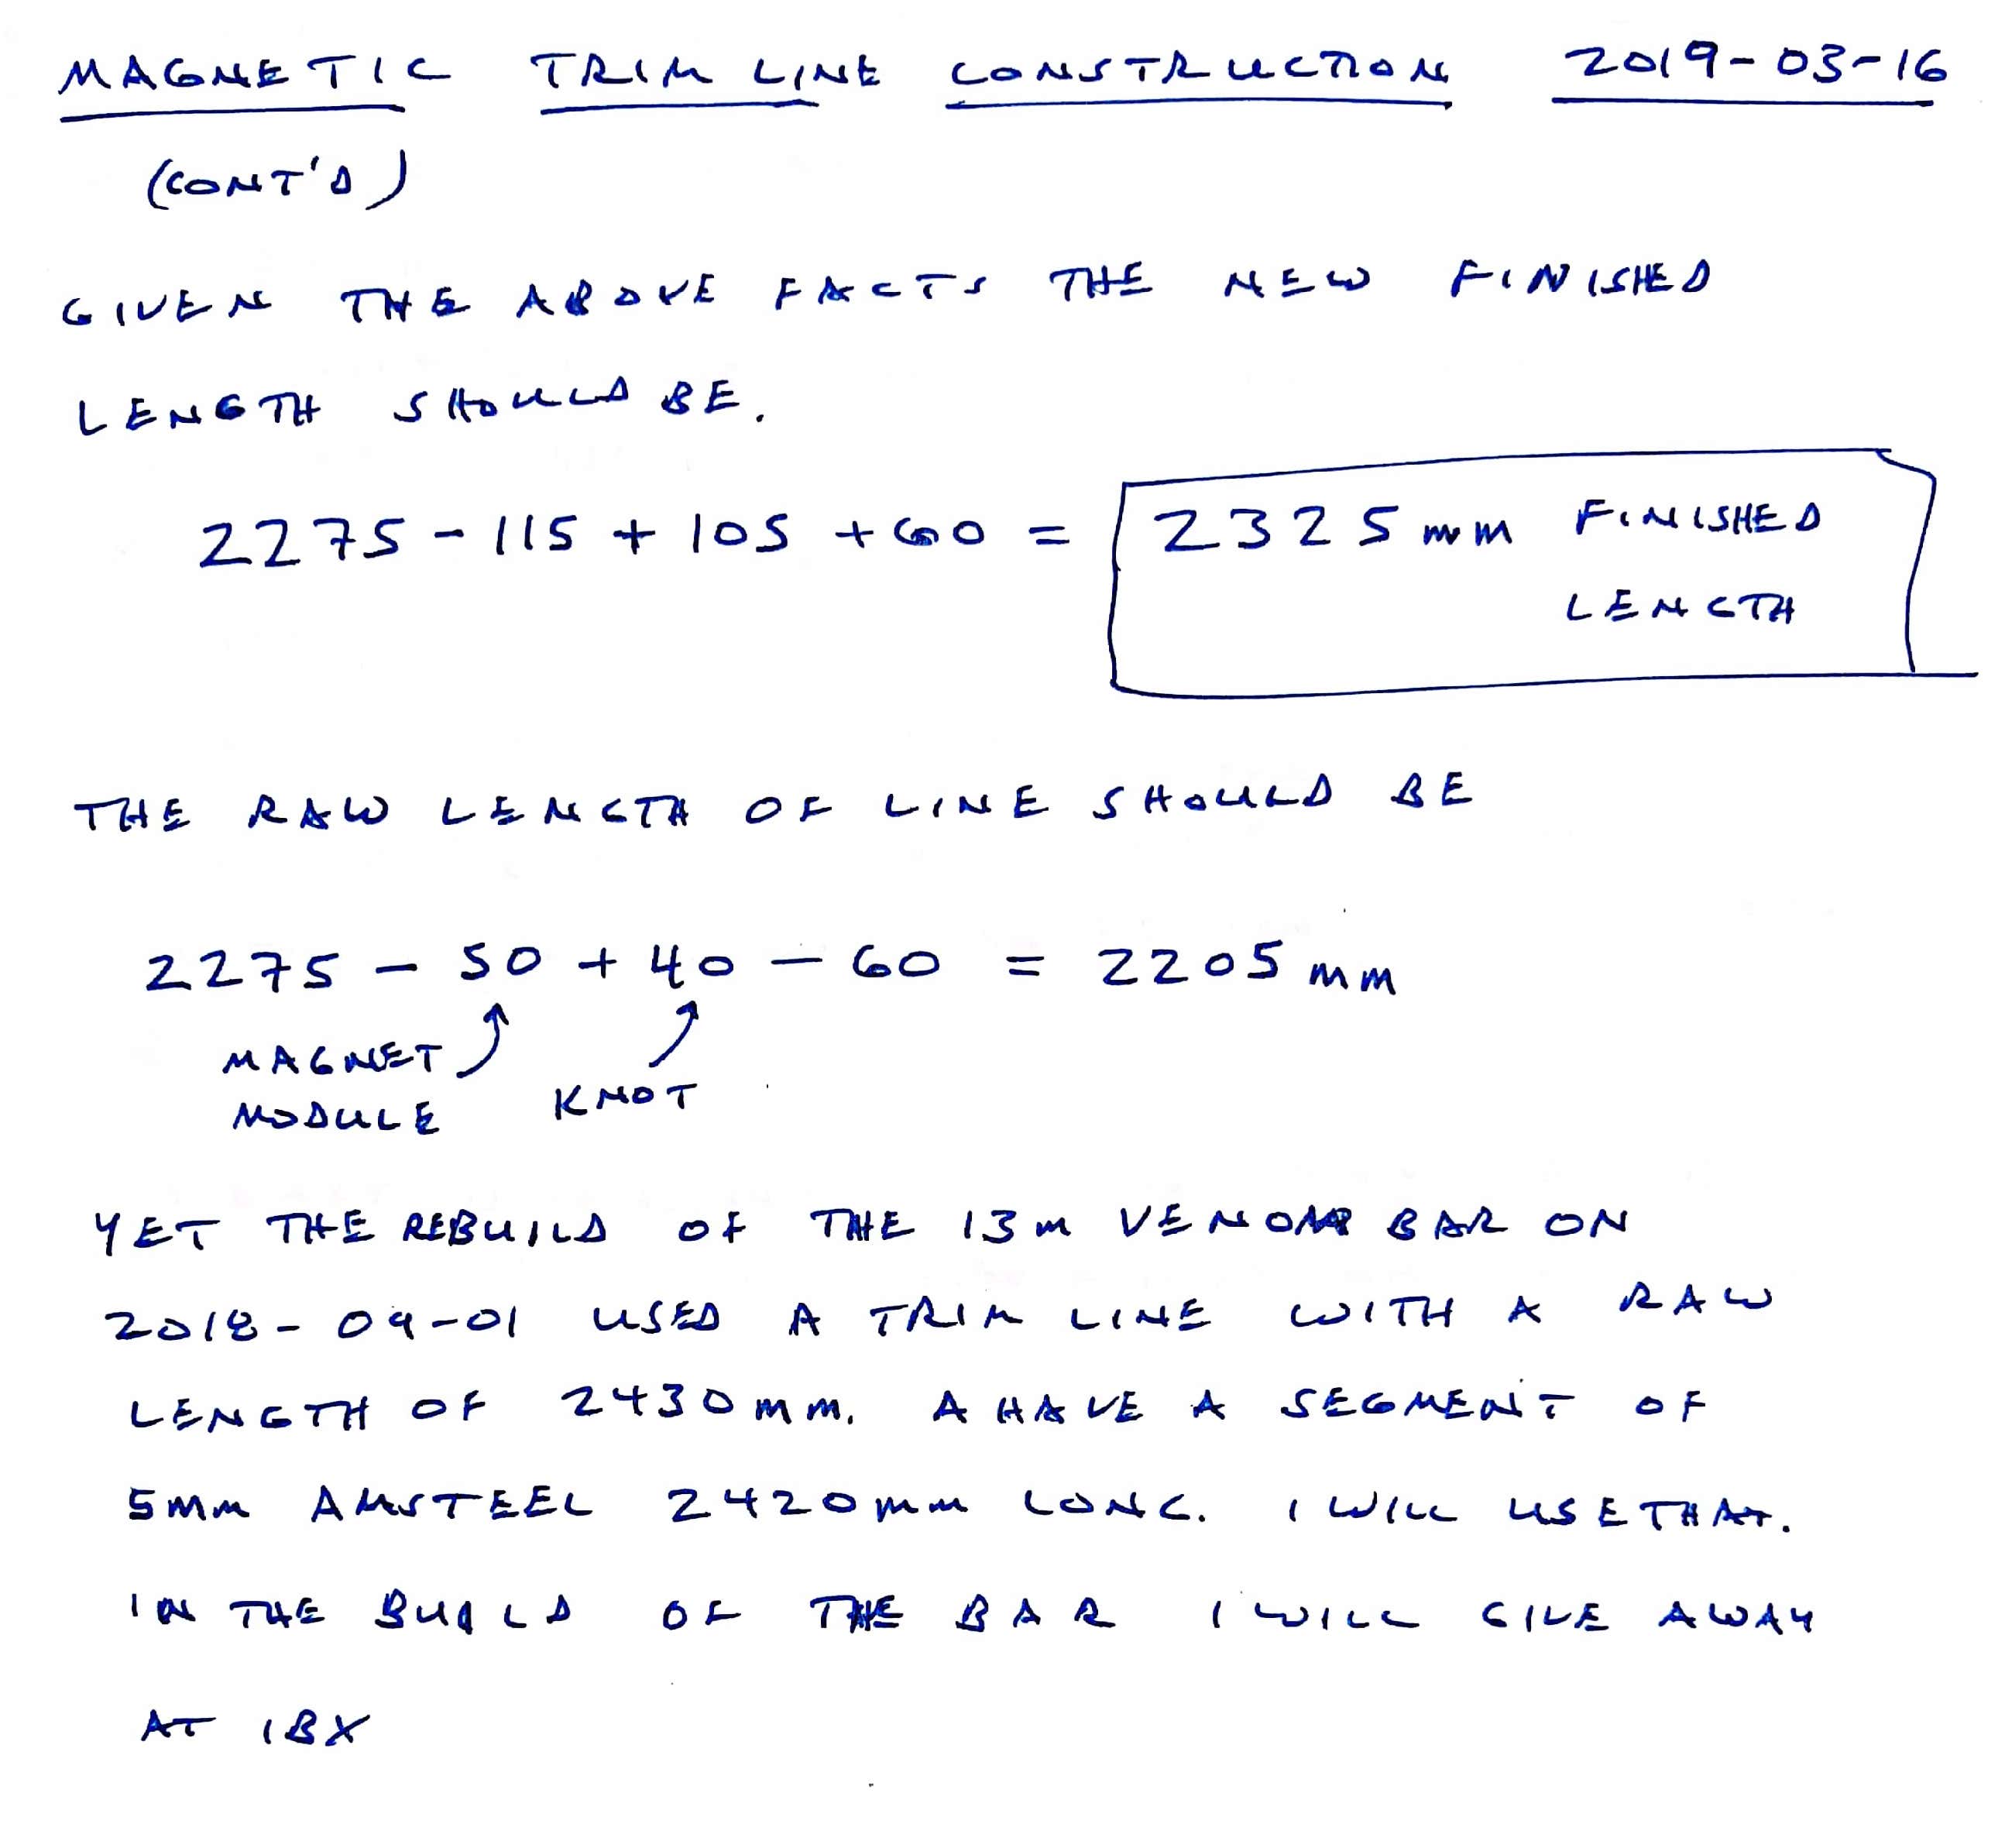 MAGNETIC TRIM LINE CONSTRUCTION 2019-03-16
(CONT'D)
GIVEN THE ABOVE FACTS THE NEW FINISHED
LENGTH SHOULD BE.
2275 - 115 + 105 + 60 = 2325 mm FINISHED
LENGTH
THE RAW LENGTH OF LINE SHOULD BE
2275 - 50 + 40 - 60 = 2205 mm
MAGNET
MODULE KNOT
YET THE REBUILD OF THE 13m VENOM BAR ON
2018-09-01 USED A TRIM LINE WITH A RAW
LENGTH OF 2430 mm. A HAVE A SEGMENT OF
5mm AMSTEEL 2420mm LONG. I WILL USE THAT.
IN THE BUILD OF THE BAR I WILL GIVE AWAY
AT IBX